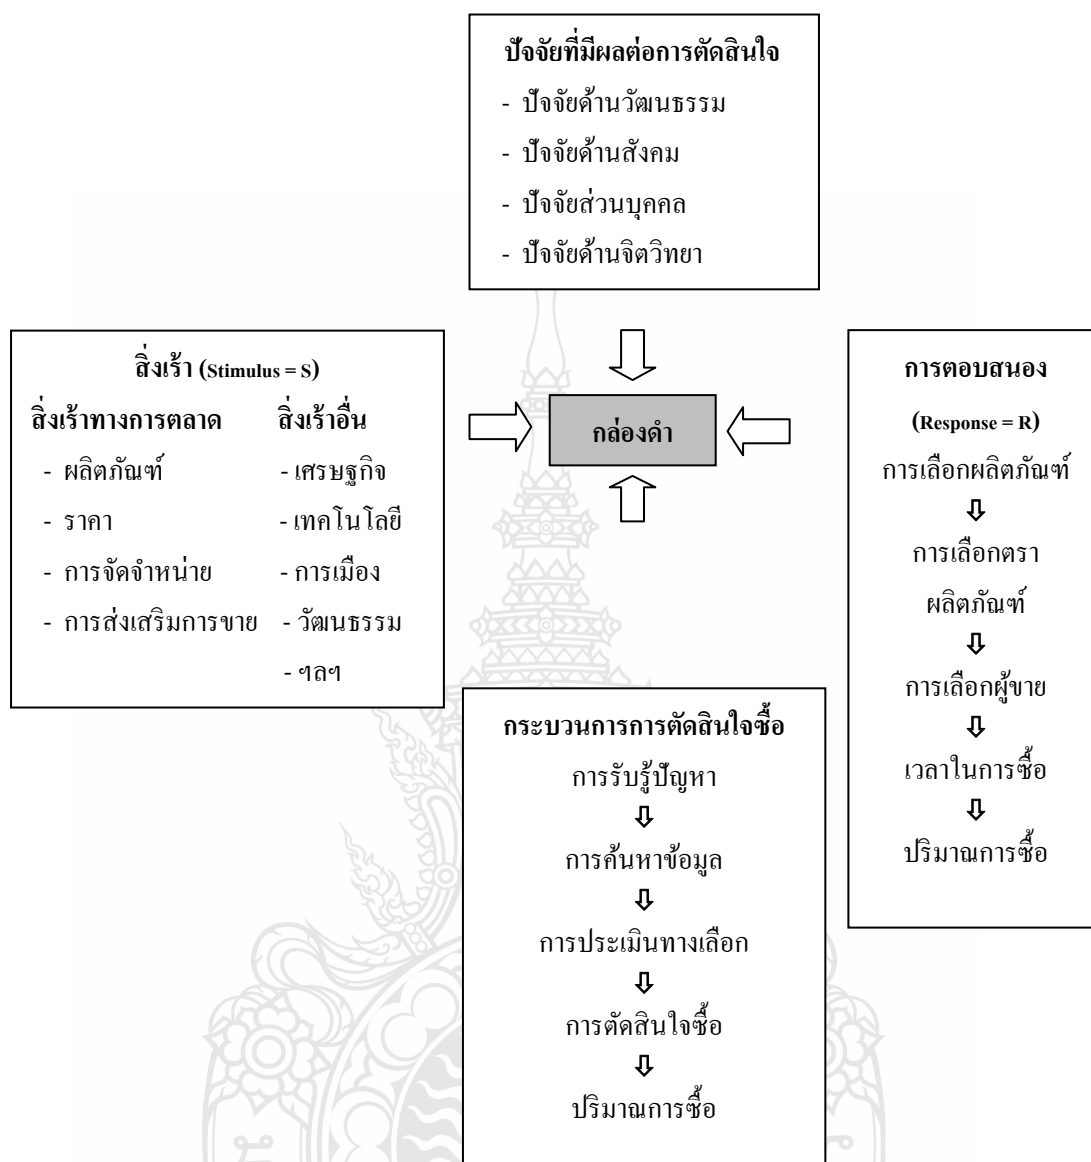 ปัจจัยที่มีผลต่อการตัดสินใจ
- ปัจจัยด้านวัฒนธรรม
- ปัจจัยด้านสังคม
- ปัจจัยส่วนบุคคล
- ปัจจัยด้านจิตวิทยา
สิ่งเร้า (Stimulus = S)
สิ่งเร้าทางการตลาด สิ่งเร้าอื่น
- ผลิตภัณฑ์ - เศรษฐกิจ
- ราคา - เทคโนโลยี
- การจัดจำหน่าย - การเมือง
- การส่งเสริมการขาย - วัฒนธรรม
- ฯลฯ
กล่องดำ
การตอบสนอง
(Response = R)
การเลือกผลิตภัณฑ์
การเลือกตรา
ผลิตภัณฑ์
การเลือกผู้ขาย
เวลาในการซื้อ
ปริมาณการซื้อ
กระบวนการการตัดสินใจซื้อ
การรับรู้ปัญหา
การค้นหาข้อมูล
การประเมินทางเลือก
การตัดสินใจซื้อ
ปริมาณการซื้อ